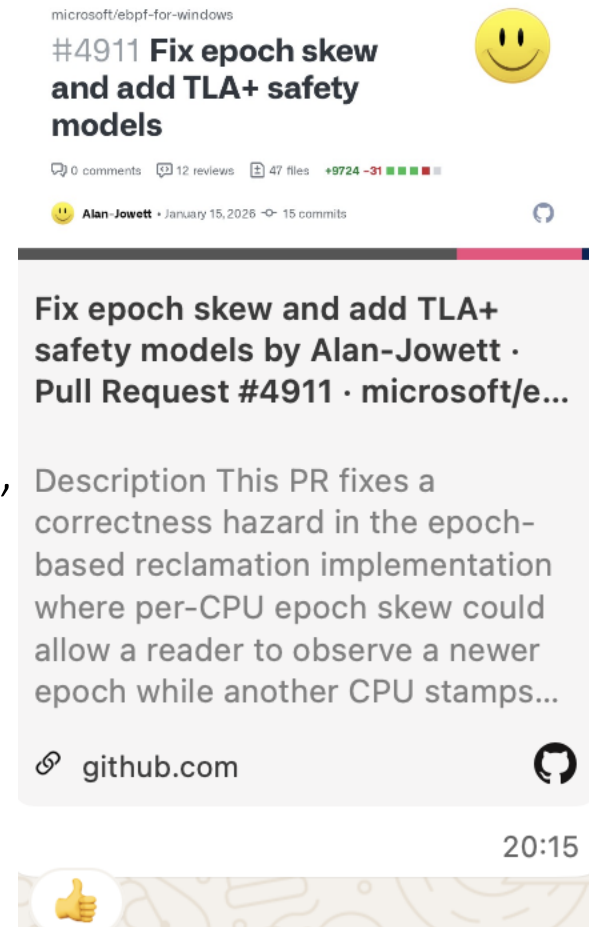 microsoft/ebpf-for-windows
#4911 Fix epoch skew
and add TLA+ safety
models
0 comments 12 reviews 47 files +9724 −31
Alan-Jowett • January 15, 2026 15 commits
Fix epoch skew and add TLA+
safety models by Alan-Jowett ·
Pull Request #4911 · microsoft/e...
,
Description This PR fixes a
correctness hazard in the epoch-
based reclamation implementation
where per-CPU epoch skew could
allow a reader to observe a newer
epoch while another CPU stamps...
github.com
20:15